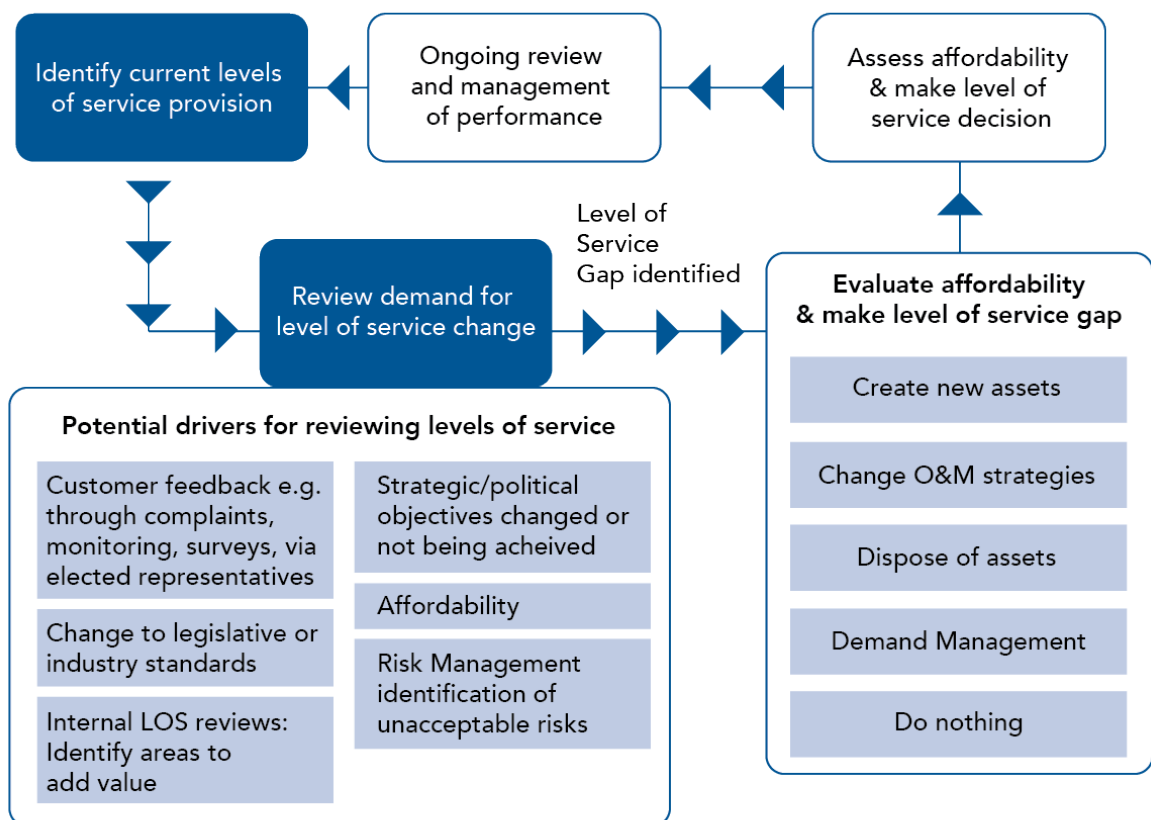 Identify current levels
of service provision
Ongoing review
and management
of performance
Assess affordability
& make level of
service decision
Level of
Service
Gap identified
Review demand for
level of service change
Evaluate affordability
& make level of service gap
Create new assets
Change O&M strategies
Dispose of assets
Demand Management
Do nothing
Potential drivers for reviewing levels of service
Customer feedback e.g.
through complaints,
monitoring, surveys, via
elected representatives
Change to legislative or
industry standards
Internal LOS reviews:
Identify areas to
add value
Strategic/political
objectives changed or
not being acheived
Affordability
Risk Management
identification of
unacceptable risks